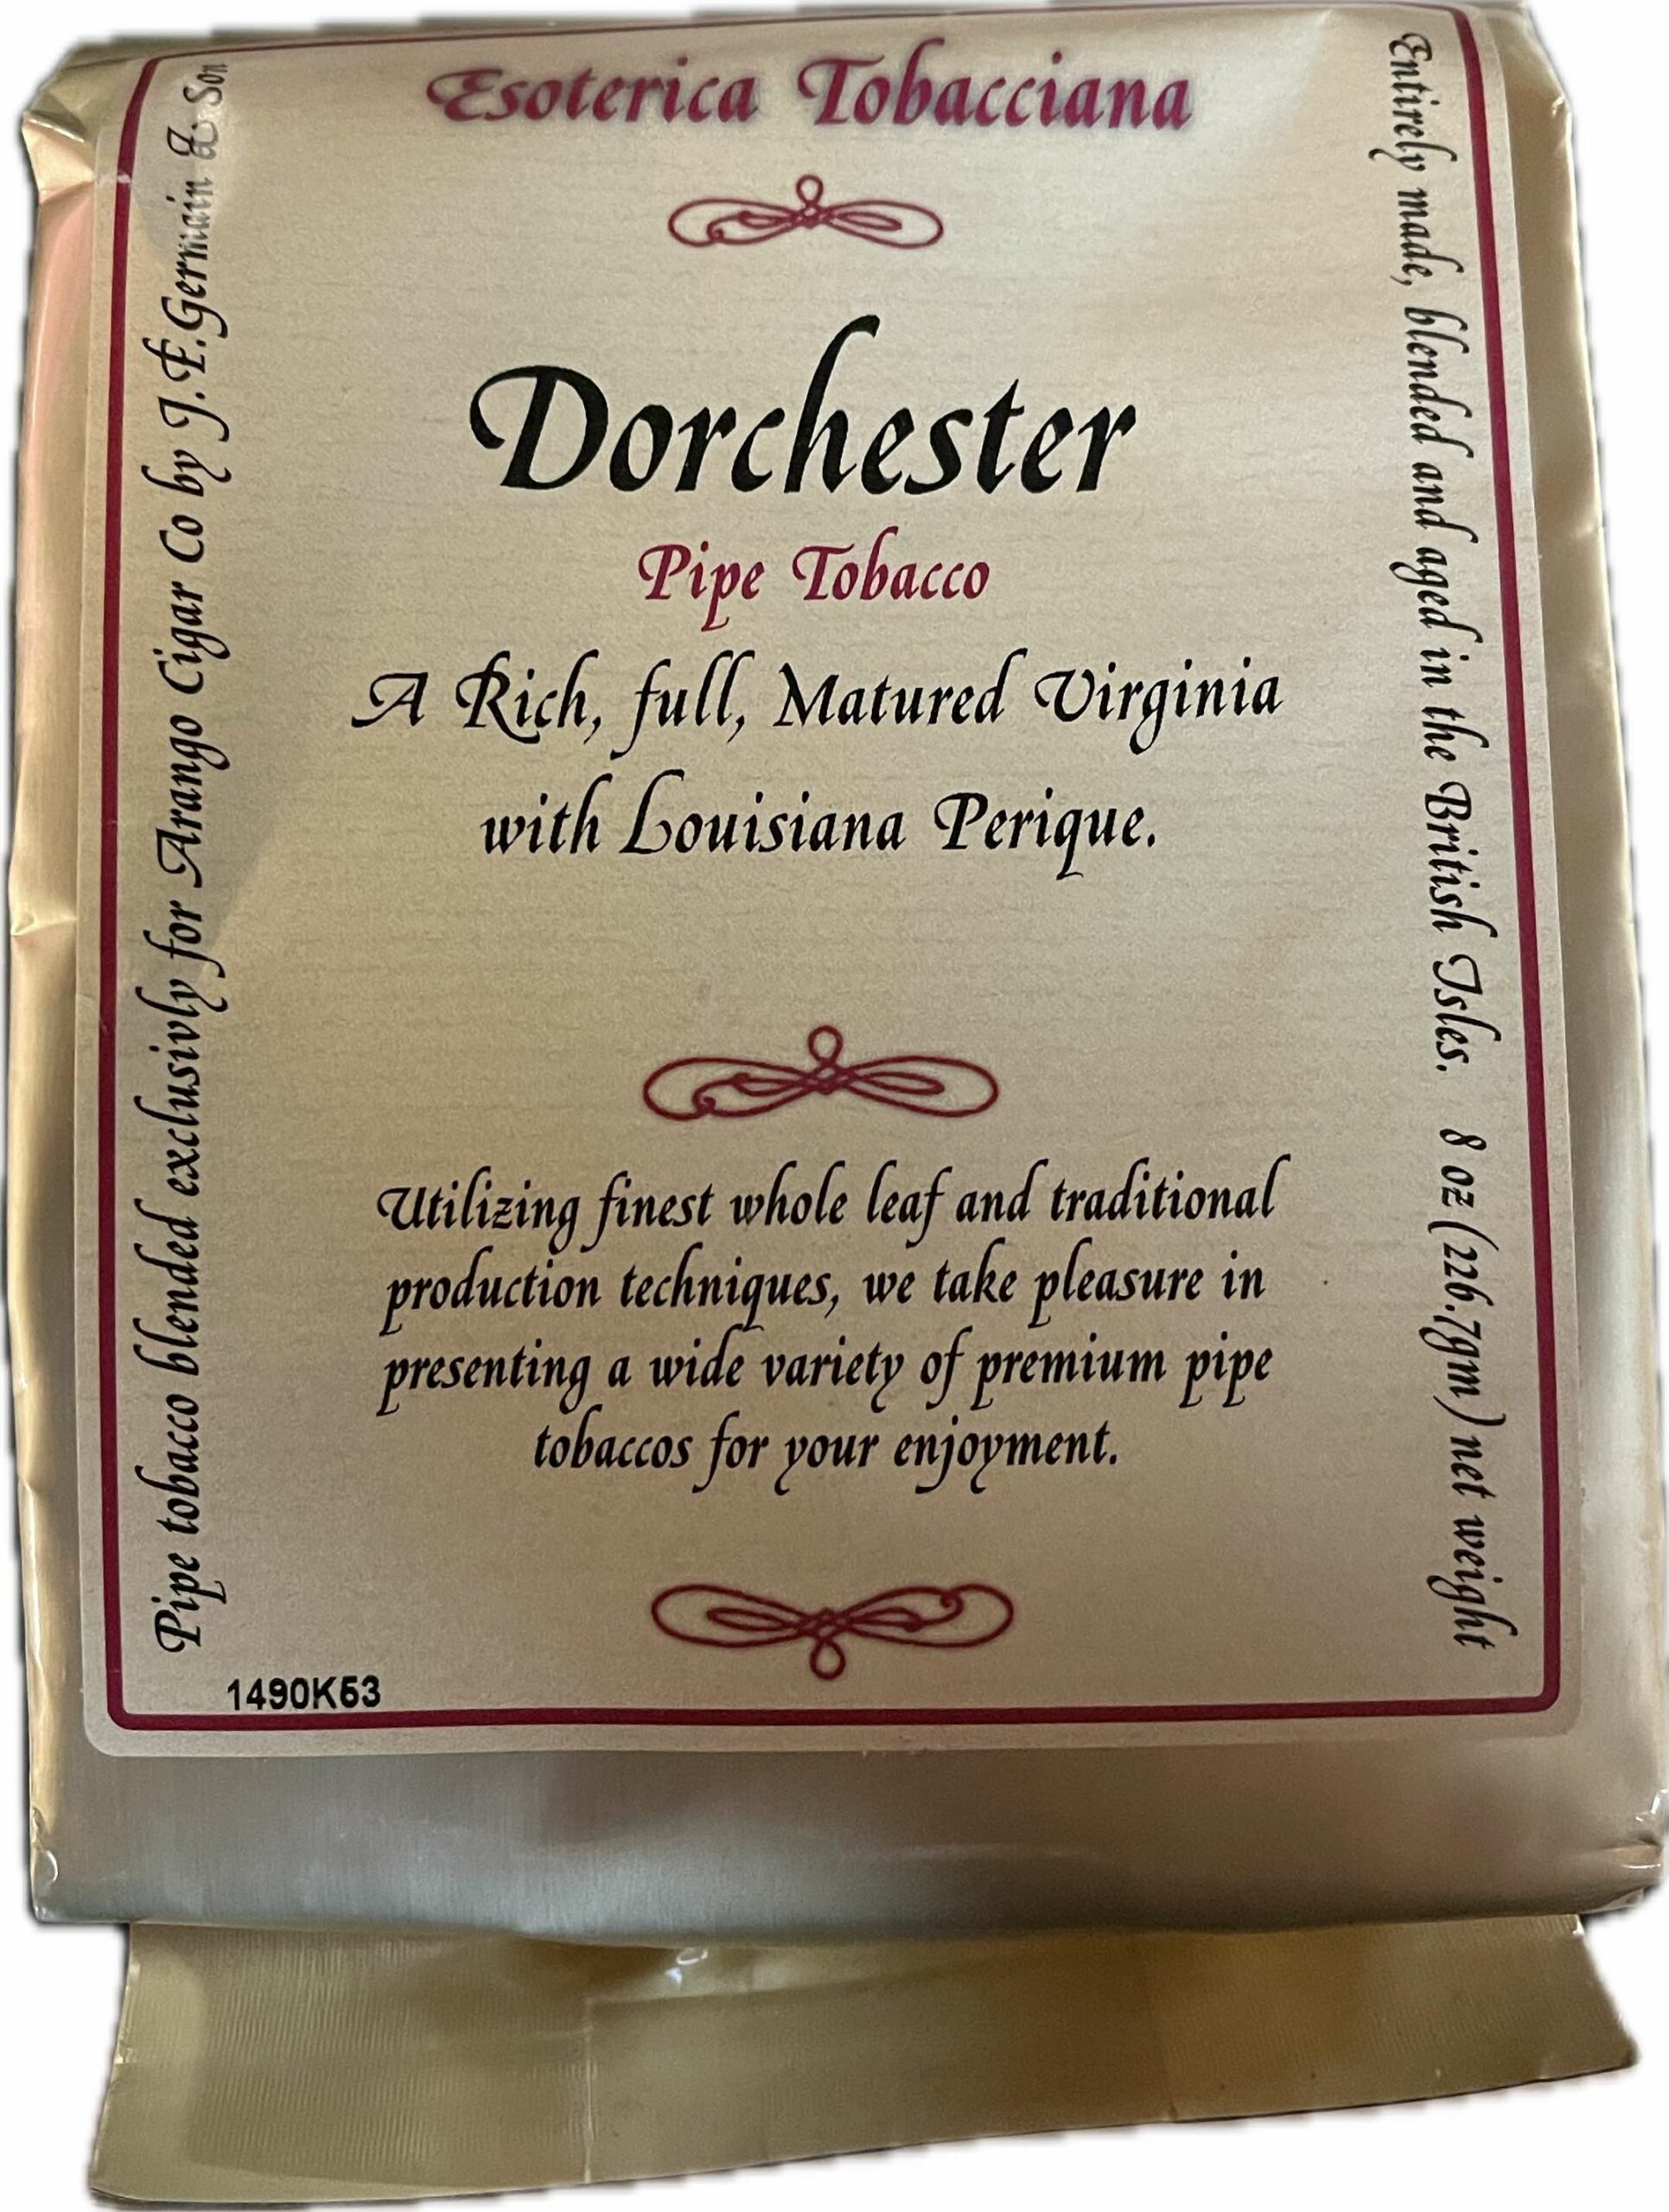 Esoterica Tobacciana
Dorchester
Pipe Tobacco
A Rich, full, Matured Virginia
with Louisiana Perique.
Utilizing finest whole leaf and traditional
production techniques, we take pleasure in
presenting a wide variety of premium pipe
tobaccos for your enjoyment.
Pipe tobacco blended exclusivly for Arango Cigar Co by J.F.Germain & Son
Entirely made, blended and aged in the British Isles. 8 oz (226.7gm) net weight
1490K53